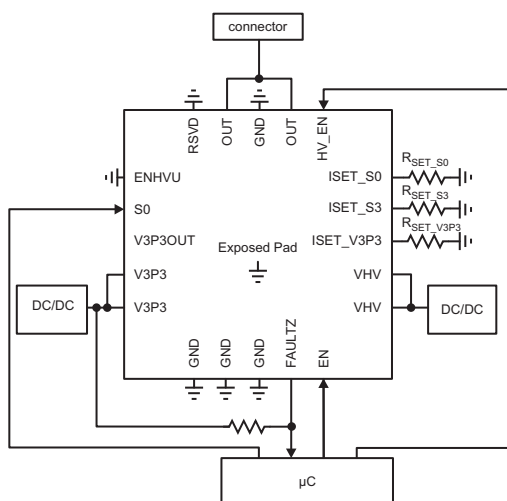 connector
RSVD
OUT
GND
OUT
HV_EN
ENHVU
S0
V3P3OUT
V3P3
V3P3
Exposed Pad
ISET_S0
ISET_S3
ISET_V3P3
VHV
VHV
RSET_S0
RSET_S3
RSET_V3P3
DC/DC
DC/DC
GND
GND
GND
FAULTZ
EN
µC